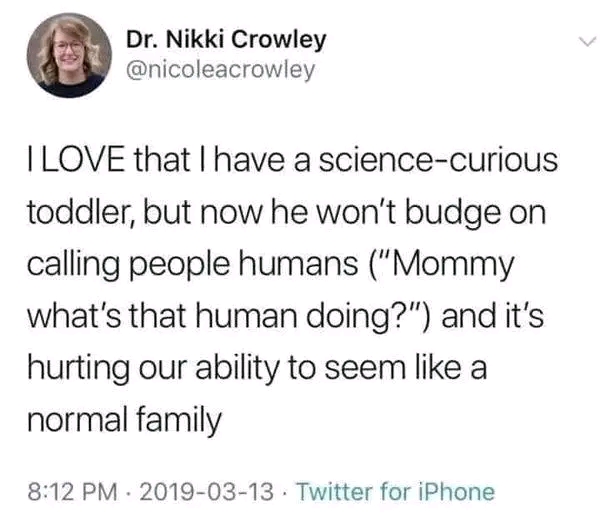 Dr. Nikki Crowley
@nicoleacrowley
I LOVE that I have a science-curious
toddler, but now he won't budge on
calling people humans ("Mommy
what's that human doing?") and it's
hurting our ability to seem like a
normal family
8:12 PM · 2019-03-13 · Twitter for iPhone